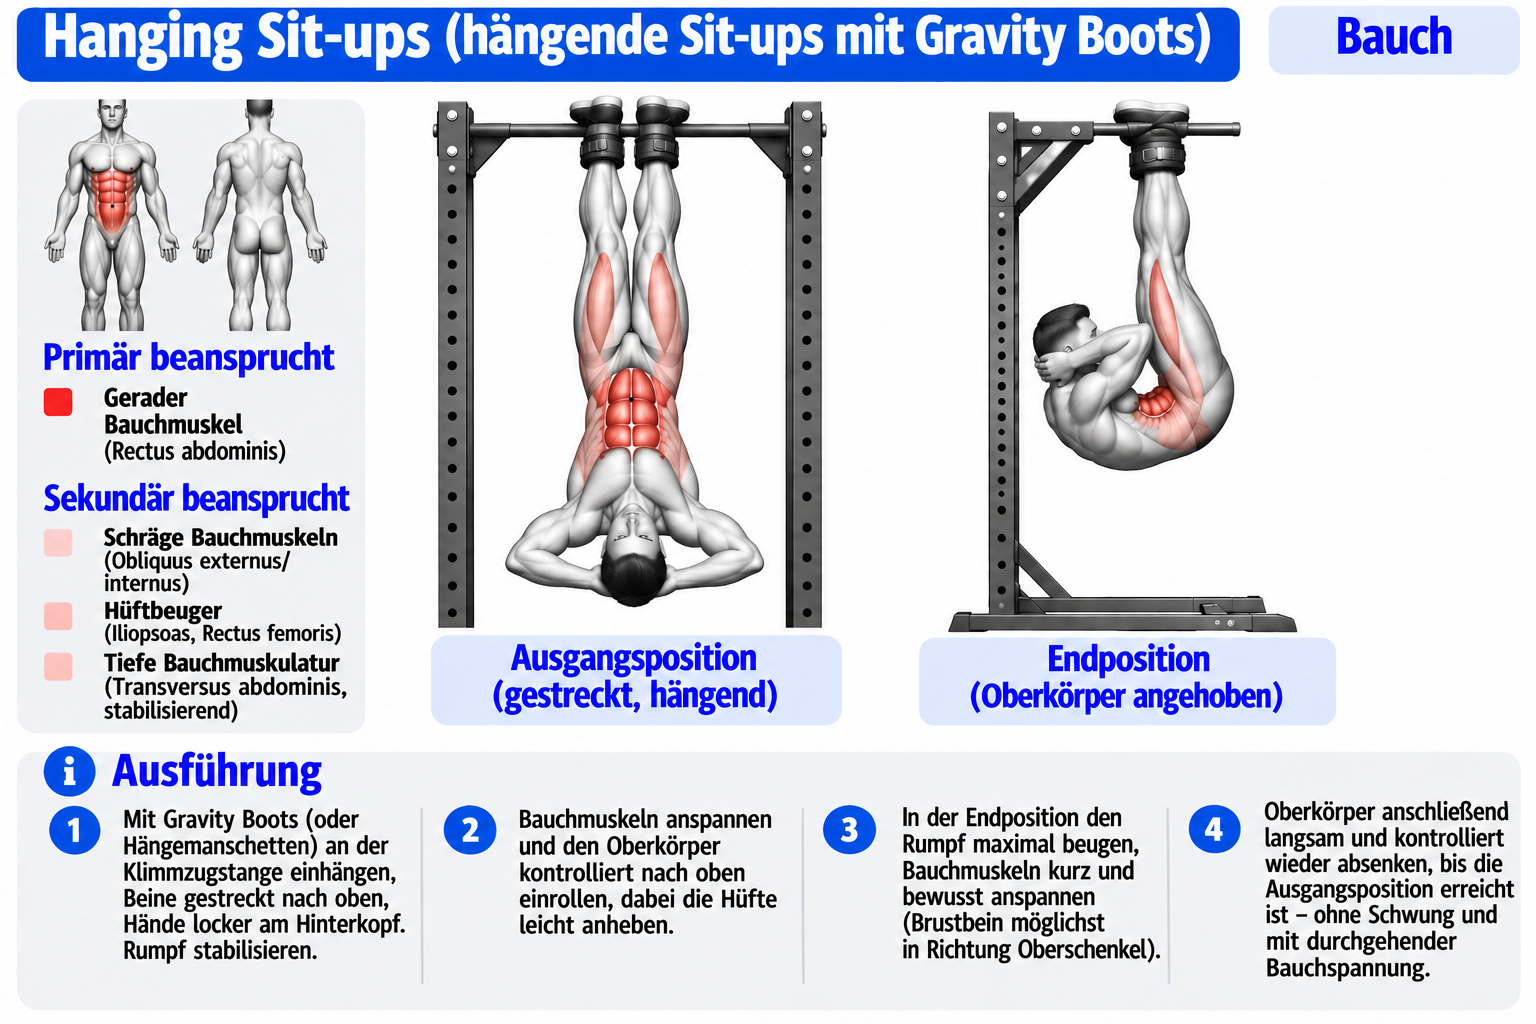 Hanging Sit-ups (hängende Sit-ups mit Gravity Boots)
Bauch
Primär beansprucht
Gerader
Bauchmuskel
(Rectus abdominis)
Sekundär beansprucht
Schräge Bauchmuskeln
(Obliquus externus/
internus)
Hüftbeuger
(Iliopsoas, Rectus femoris)
Tiefe Bauchmuskulatur
(Transversus abdominis,
stabilisierend)
Ausgangsposition
(gestreckt, hängend)
Endposition
(Oberkörper angehoben)
i Ausführung
1
Mit Gravity Boots (oder
Hängemanschetten) an der
Klimmzugstange einhängen,
Beine gestreckt nach oben,
Hände locker am Hinterkopf.
Rumpf stabilisieren.
2
Bauchmuskeln anspannen
und den Oberkörper
kontrolliert nach oben
einrollen, dabei die Hüfte
leicht anheben.
3
In der Endposition den
Rumpf maximal beugen,
Bauchmuskeln kurz und
bewusst anspannen
(Brustbein möglichst
in Richtung Oberschenkel).
4
Oberkörper anschließend
langsam und kontrolliert
wieder absenken, bis die
Ausgangsposition erreicht
ist – ohne Schwung und
mit durchgehender
Bauchspannung.